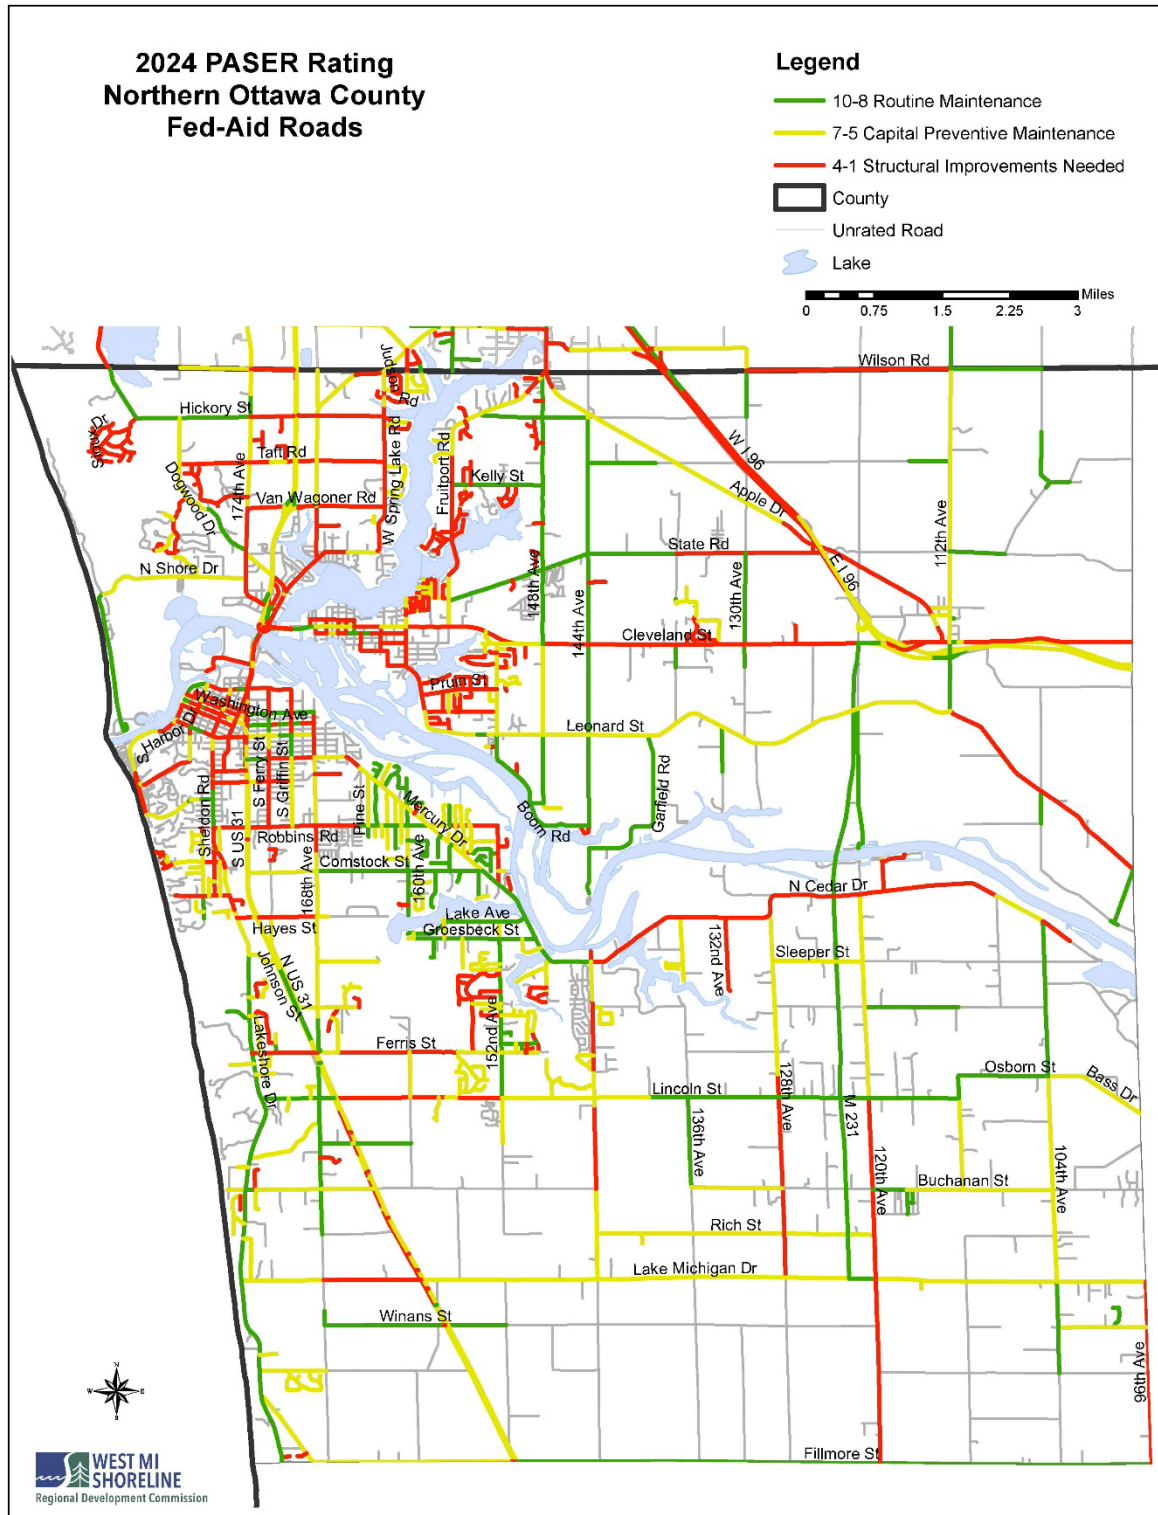 2024 PASER Rating
Northern Ottawa County
Fed-Aid Roads
Legend
10-8 Routine Maintenance
7-5 Capital Preventive Maintenance
4-1 Structural Improvements Needed
County
Unrated Road
Lake
Miles
0 0.75 1.5 2.25 3
Wilson Rd
Judson Rd
Hickory St
Sioux Dr
Taft Rd
Dogwood Dr
174th Ave
Van Wagoner Rd
W Spring Lake Rd
Fruitport Rd
Kelly St
W I 96
Apple Dr
112th Ave
N Shore Dr
148th Ave
144th Ave
State Rd
130th Ave
E I 96
Cleveland St
Pruin St
Washington Ave
S Harbor Dr
Leonard St
S Ferry St
S Griffin St
Sheldon Rd
S US 31
Pine St
Mercury Dr
Boom Rd
Garfield Rd
Robbins Rd
Comstock St
168th Ave
160th Ave
N Cedar Dr
Lake Ave
Groesbeck St
Hayes St
132nd Ave
Sleeper St
N US 31
Johnson St
Lakeshore Dr
Ferris St
152nd Ave
Lincoln St
128th Ave
Osborn St
Bass Dr
136th Ave
M 231
120th Ave
104th Ave
Buchanan St
Rich St
Lake Michigan Dr
Winans St
96th Ave
Fillmore St
N
W E
S
WEST MI
SHORELINE
Regional Development Commission